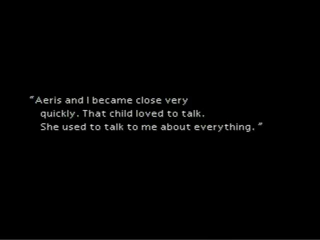 "Aeris and I became close very
quickly. That child loved to talk.
She used to talk to me about everything. "